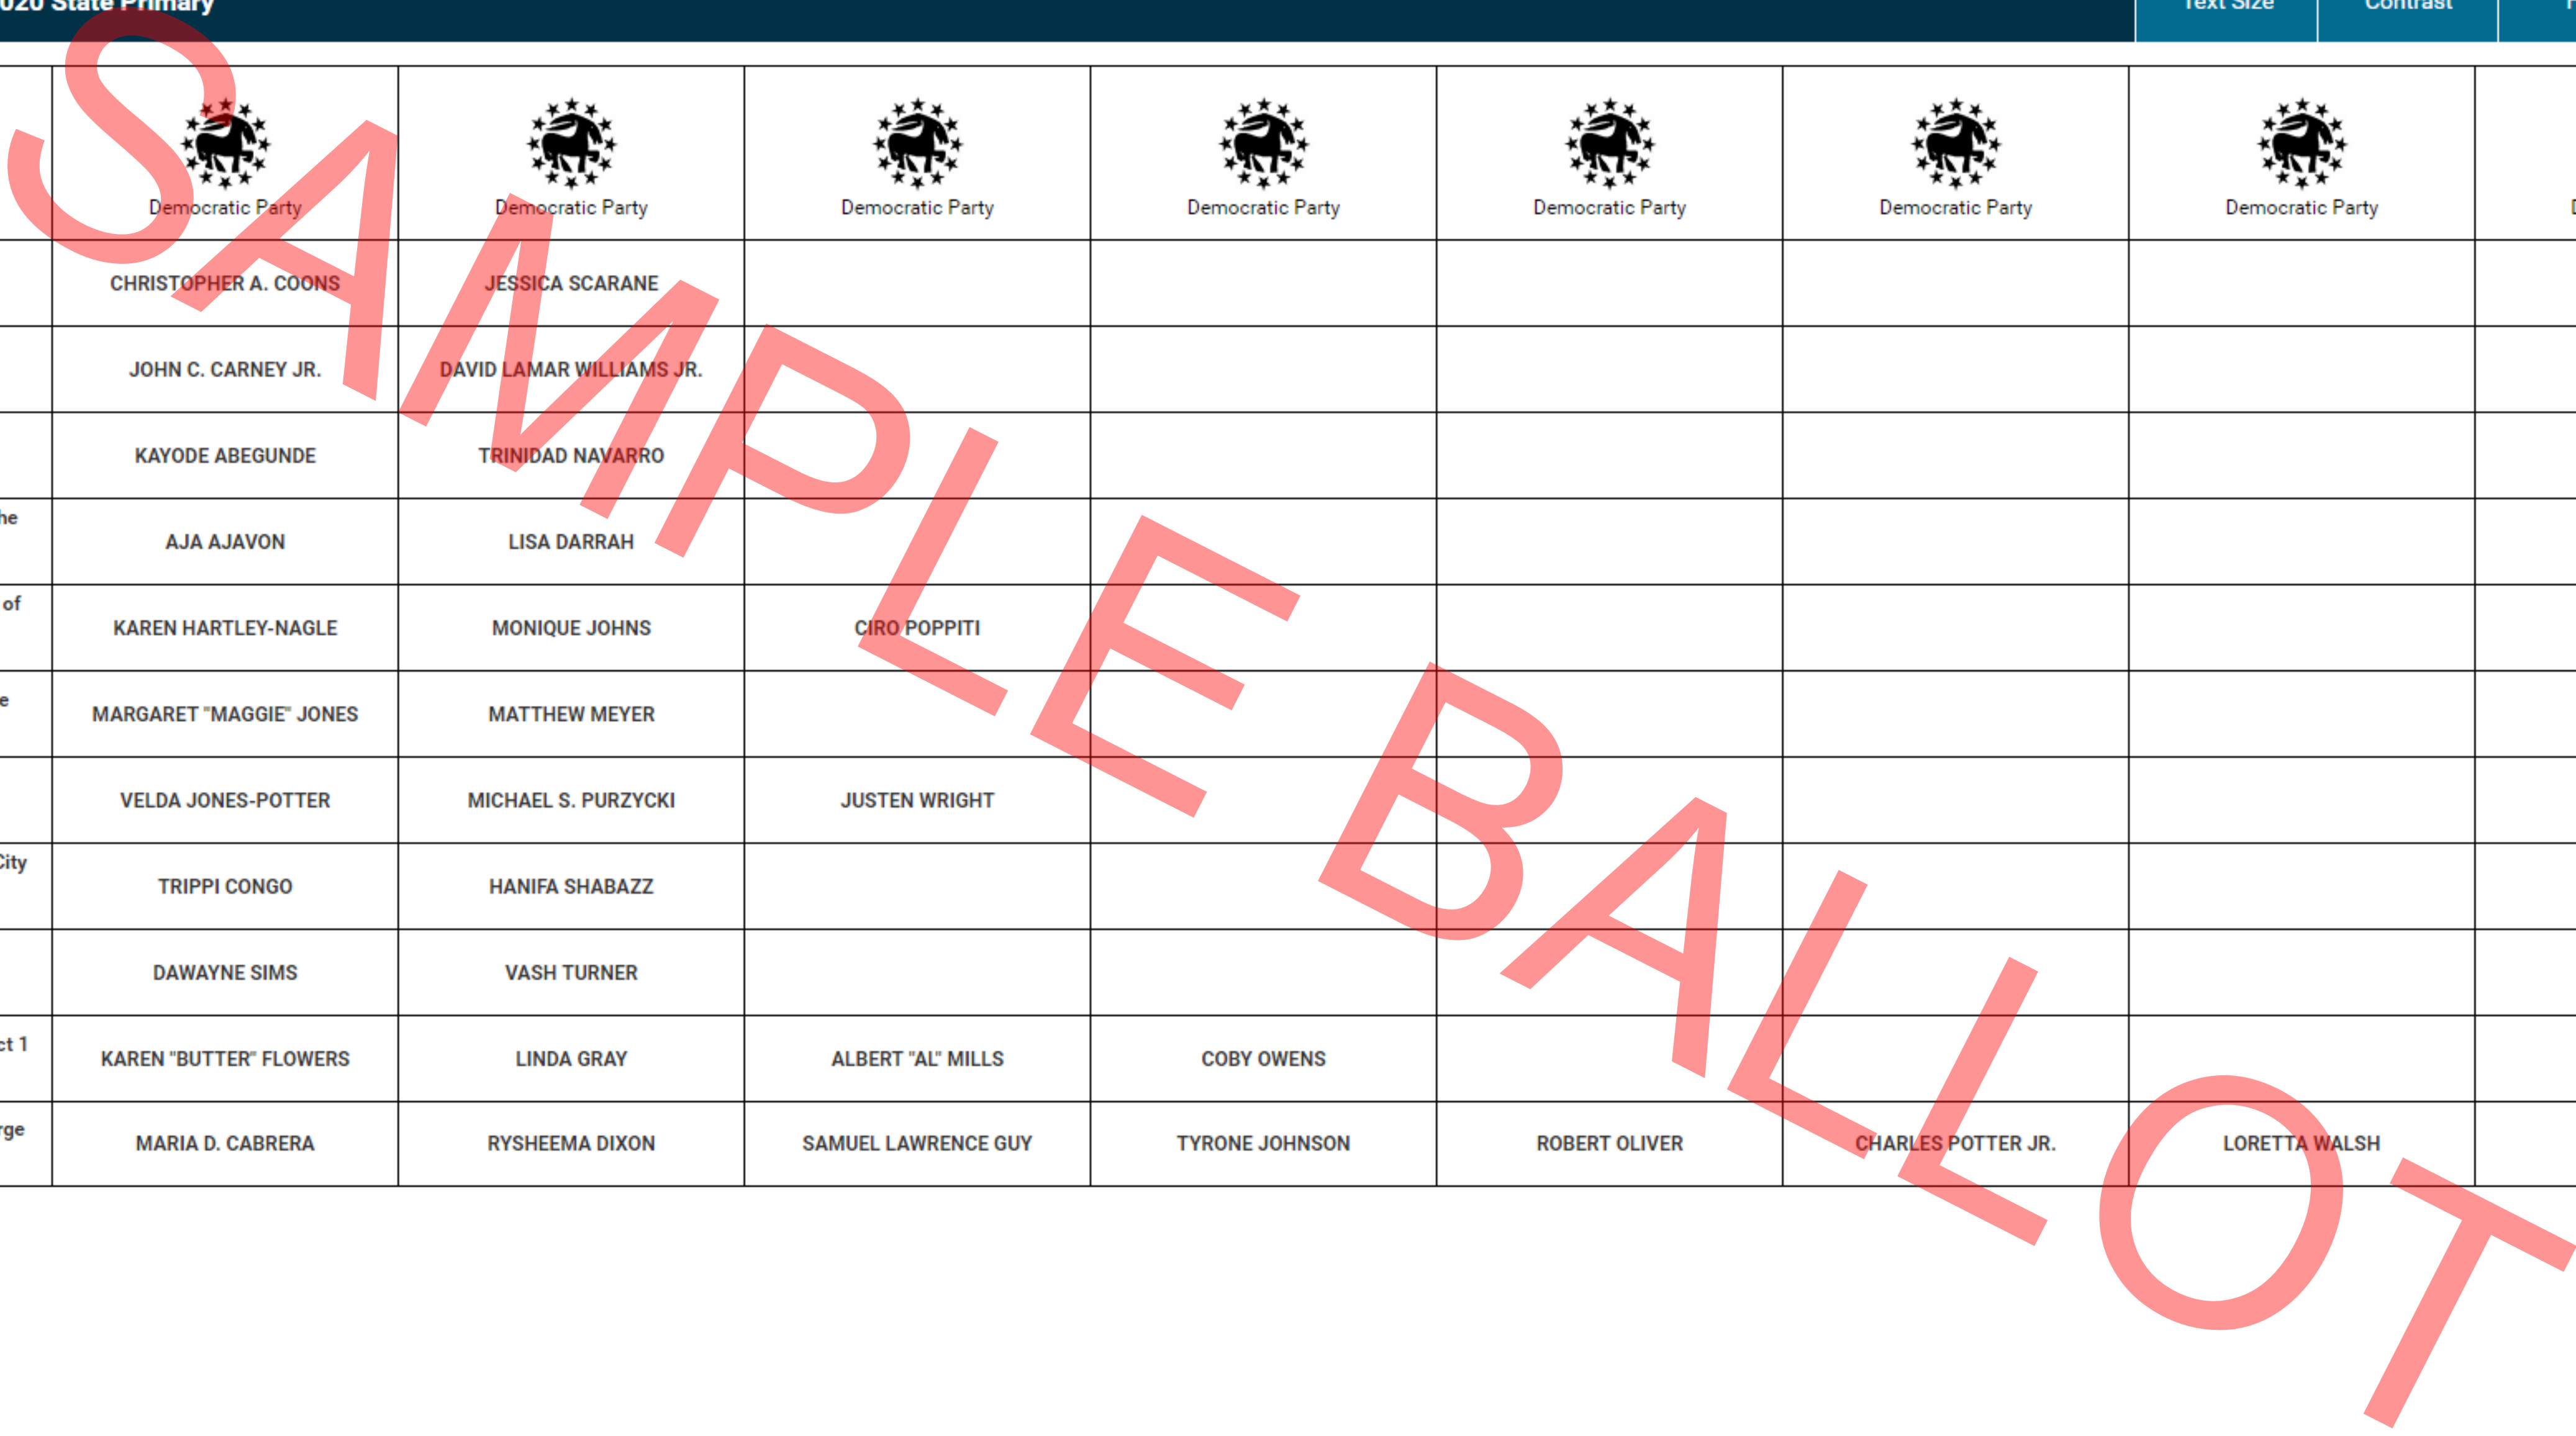 020 State Primary
Text Size
Contrast
Democratic Party
Democratic Party
Democratic Party
Democratic Party
Democratic Party
Democratic Party
Democratic Party
CHRISTOPHER A. COONS
JESSICA SCARANE
JOHN C. CARNEY JR.
DAVID LAMAR WILLIAMS JR.
KAYODE ABEGUNDE
TRINIDAD NAVARRO
he
AJA AJAVON
LISA DARRAH
of
KAREN HARTLEY-NAGLE
MONIQUE JOHNS
CIRO POPPITI
e
MARGARET "MAGGIE" JONES
MATTHEW MEYER
VELDA JONES-POTTER
MICHAEL S. PURZYCKI
JUSTEN WRIGHT
City
TRIPPI CONGO
HANIFA SHABAZZ
DAWAYNE SIMS
VASH TURNER
ct 1
KAREN "BUTTER" FLOWERS
LINDA GRAY
ALBERT "AL" MILLS
COBY OWENS
rge
MARIA D. CABRERA
RYSHEEMA DIXON
SAMUEL LAWRENCE GUY
TYRONE JOHNSON
ROBERT OLIVER
CHARLES POTTER JR.
LORETTA WALSH
SAMPLE BALLOT